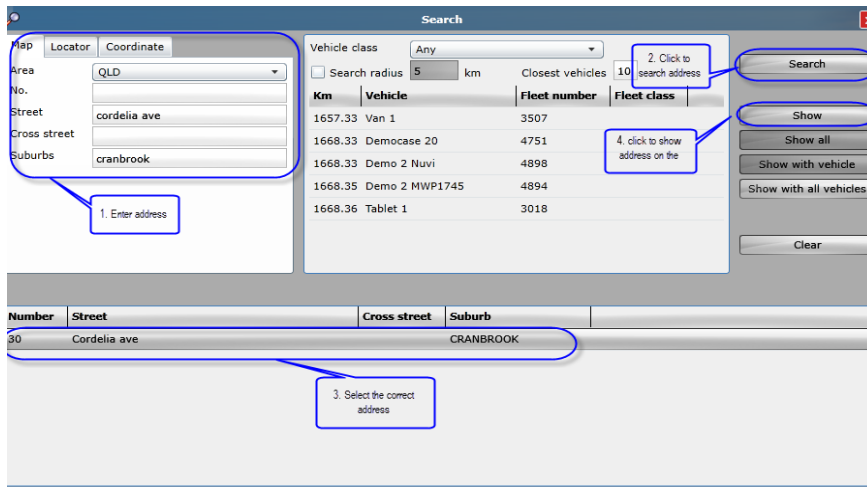 Search
Map Locator Coordinate
Area QLD
No.
Street cordelia ave
Cross street
Suburbs cranbrook
1. Enter address
Vehicle class Any
Search radius 5 km Closest vehicles 10
Km Vehicle Fleet number Fleet class
1657.33 Van 1 3507
1668.33 Democase 20 4751
1668.33 Demo 2 Nuvi 4898
1668.35 Demo 2 MWP1745 4894
1668.36 Tablet 1 3018
2. Click to
search address
4. click to show
address on the
Search
Show
Show all
Show with vehicle
Show with all vehicles
Clear
Number Street Cross street Suburb
30 Cordelia ave CRANBROOK
3. Select the correct
address